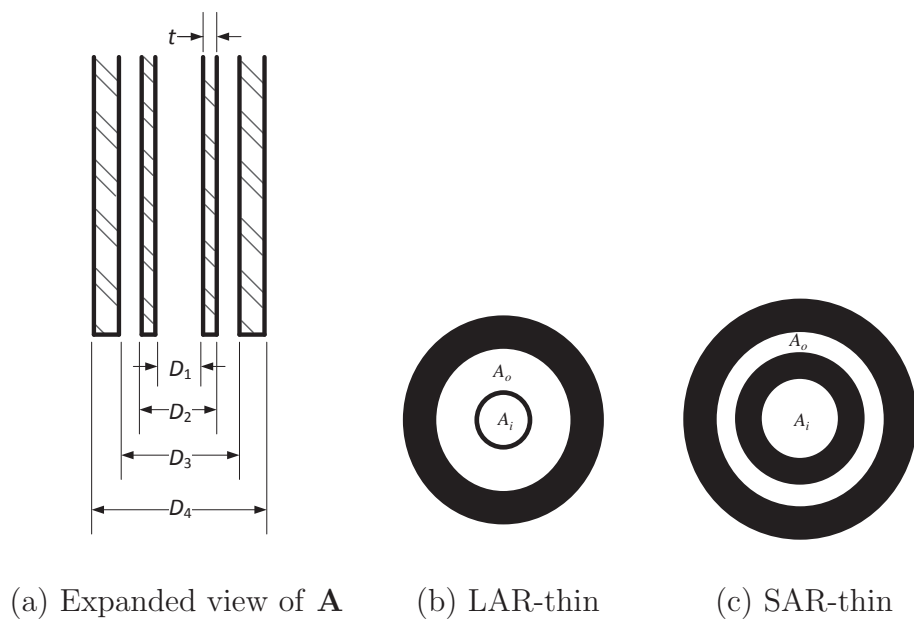 t
D₁
D₂
D₃
D₄
Aₒ
Aᵢ
Aₒ
Aᵢ
(a) Expanded view of A
(b) LAR-thin
(c) SAR-thin